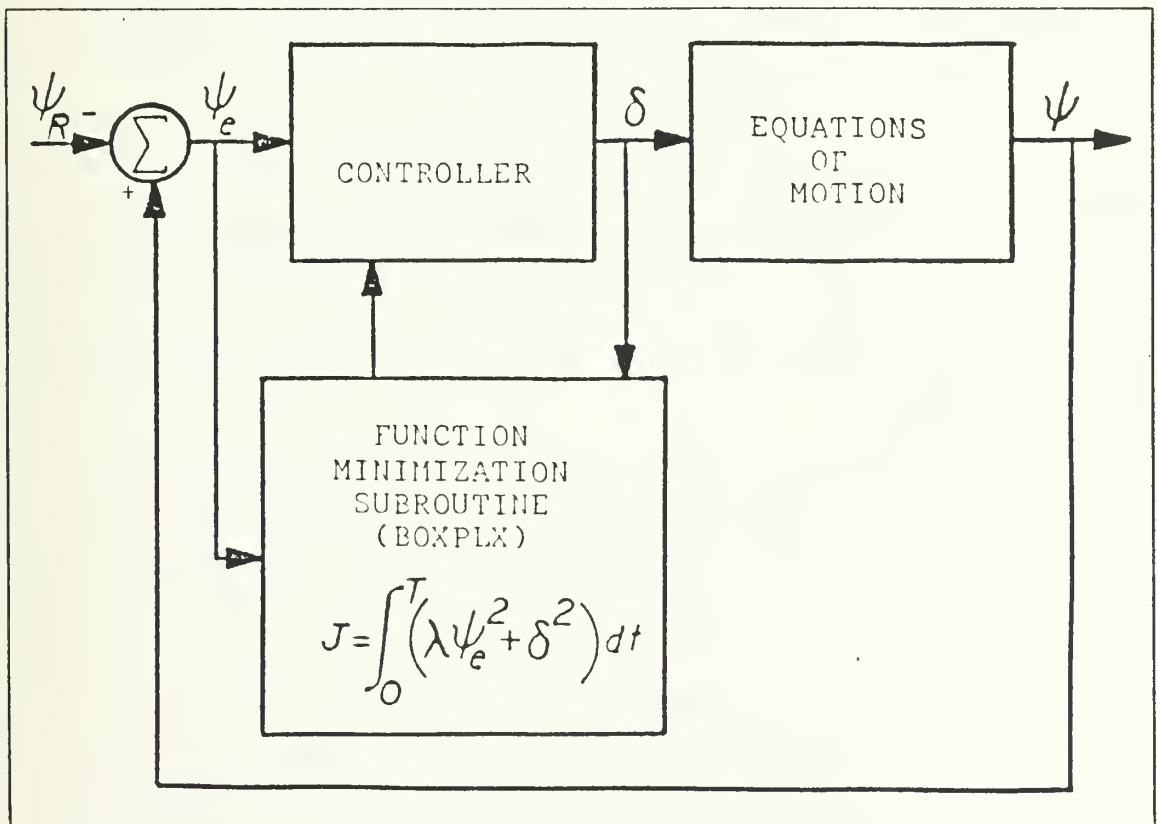 ψR -
Σ
+
ψe
CONTROLLER
δ
EQUATIONS
OF
MOTION
ψ
FUNCTION
MINIMIZATION
SUBROUTINE
(BOXPLX)
J = ∫₀ᵀ (λψe² + δ²) dt